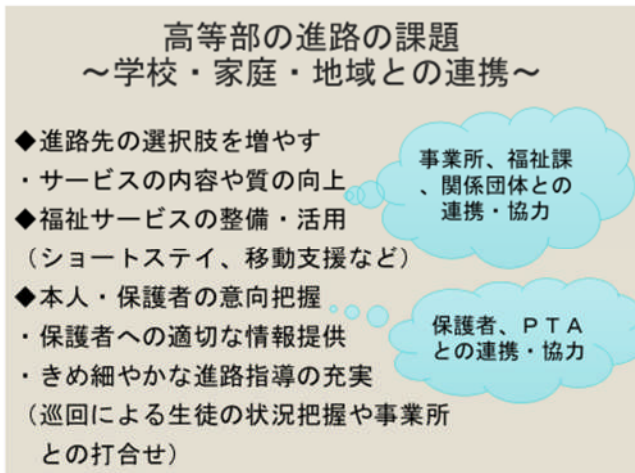 高等部の進路の課題
～学校・家庭・地域との連携～
◆進路先の選択肢を増やす
・サービスの内容や質の向上
◆福祉サービスの整備・活用
（ショートステイ、移動支援など）
◆本人・保護者の意向把握
・保護者への適切な情報提供
・きめ細やかな進路指導の充実
（巡回による生徒の状況把握や事業所
との打合せ）
事業所、福祉課
、関係団体との
連携・協力
保護者、ＰＴＡ
との連携・協力